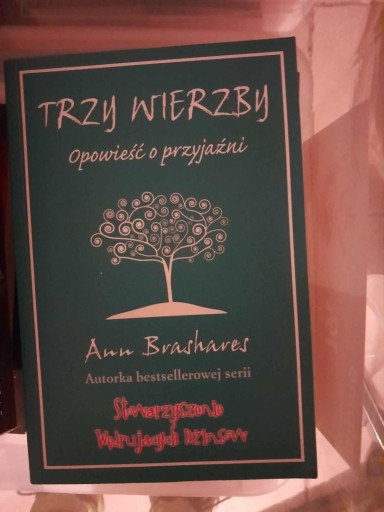 TRZY WIERZBY
Opowieść o przyjaźni
Ann Brashares
Autorka bestsellerowej serii
Stowarzyszenie
Wędrujących Dżinsów